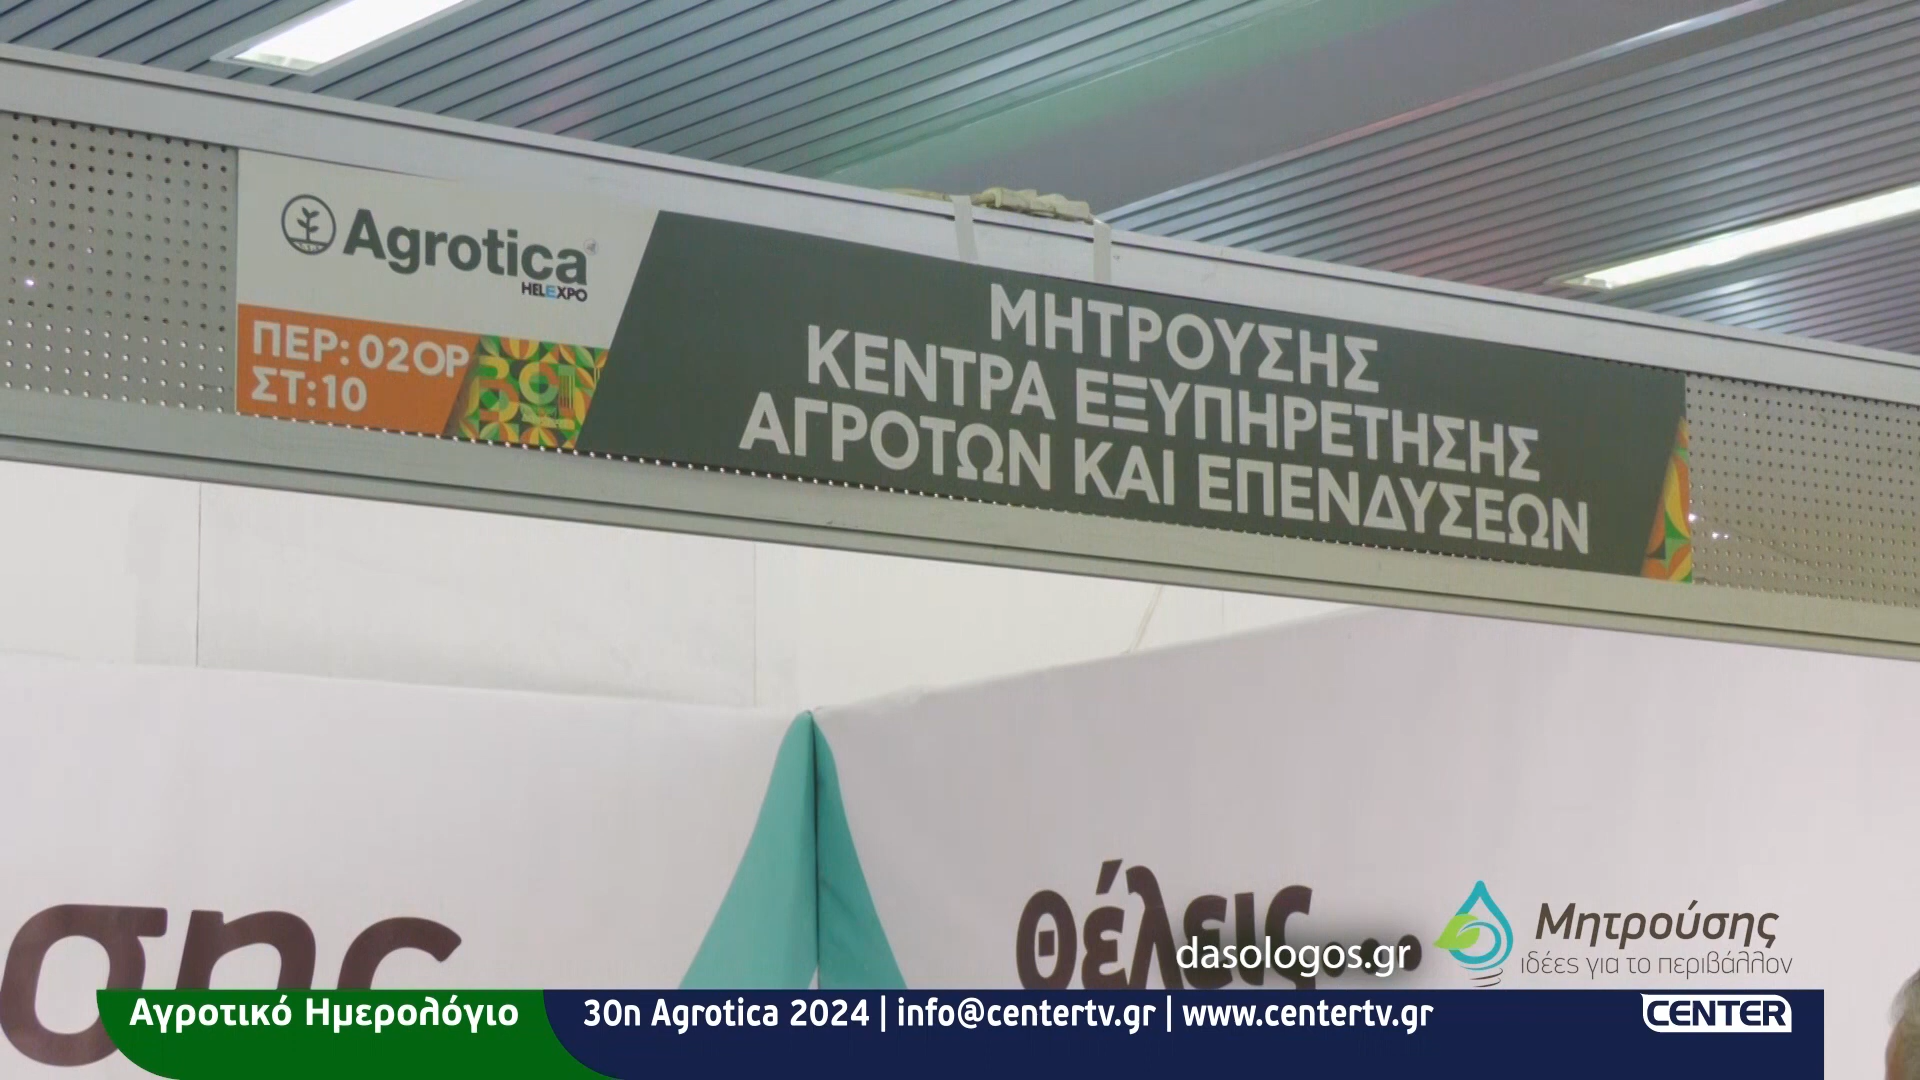 Agrotica
HELEXPO
ΠΕΡ: 02ΟΡ
ΣΤ:10
ΜΗΤΡΟΥΣΗΣ
ΚΕΝΤΡΑ ΕΞΥΠΗΡΕΤΗΣΗΣ
ΑΓΡΟΤΩΝ ΚΑΙ ΕΠΕΝΔΥΣΕΩΝ
σης
θέλεις...
dasologos.gr
Μητρούσης
ιδέες για το περιβάλλον
Αγροτικό Ημερολόγιο
30η Agrotica 2024 | info@centertv.gr | www.centertv.gr
CENTER